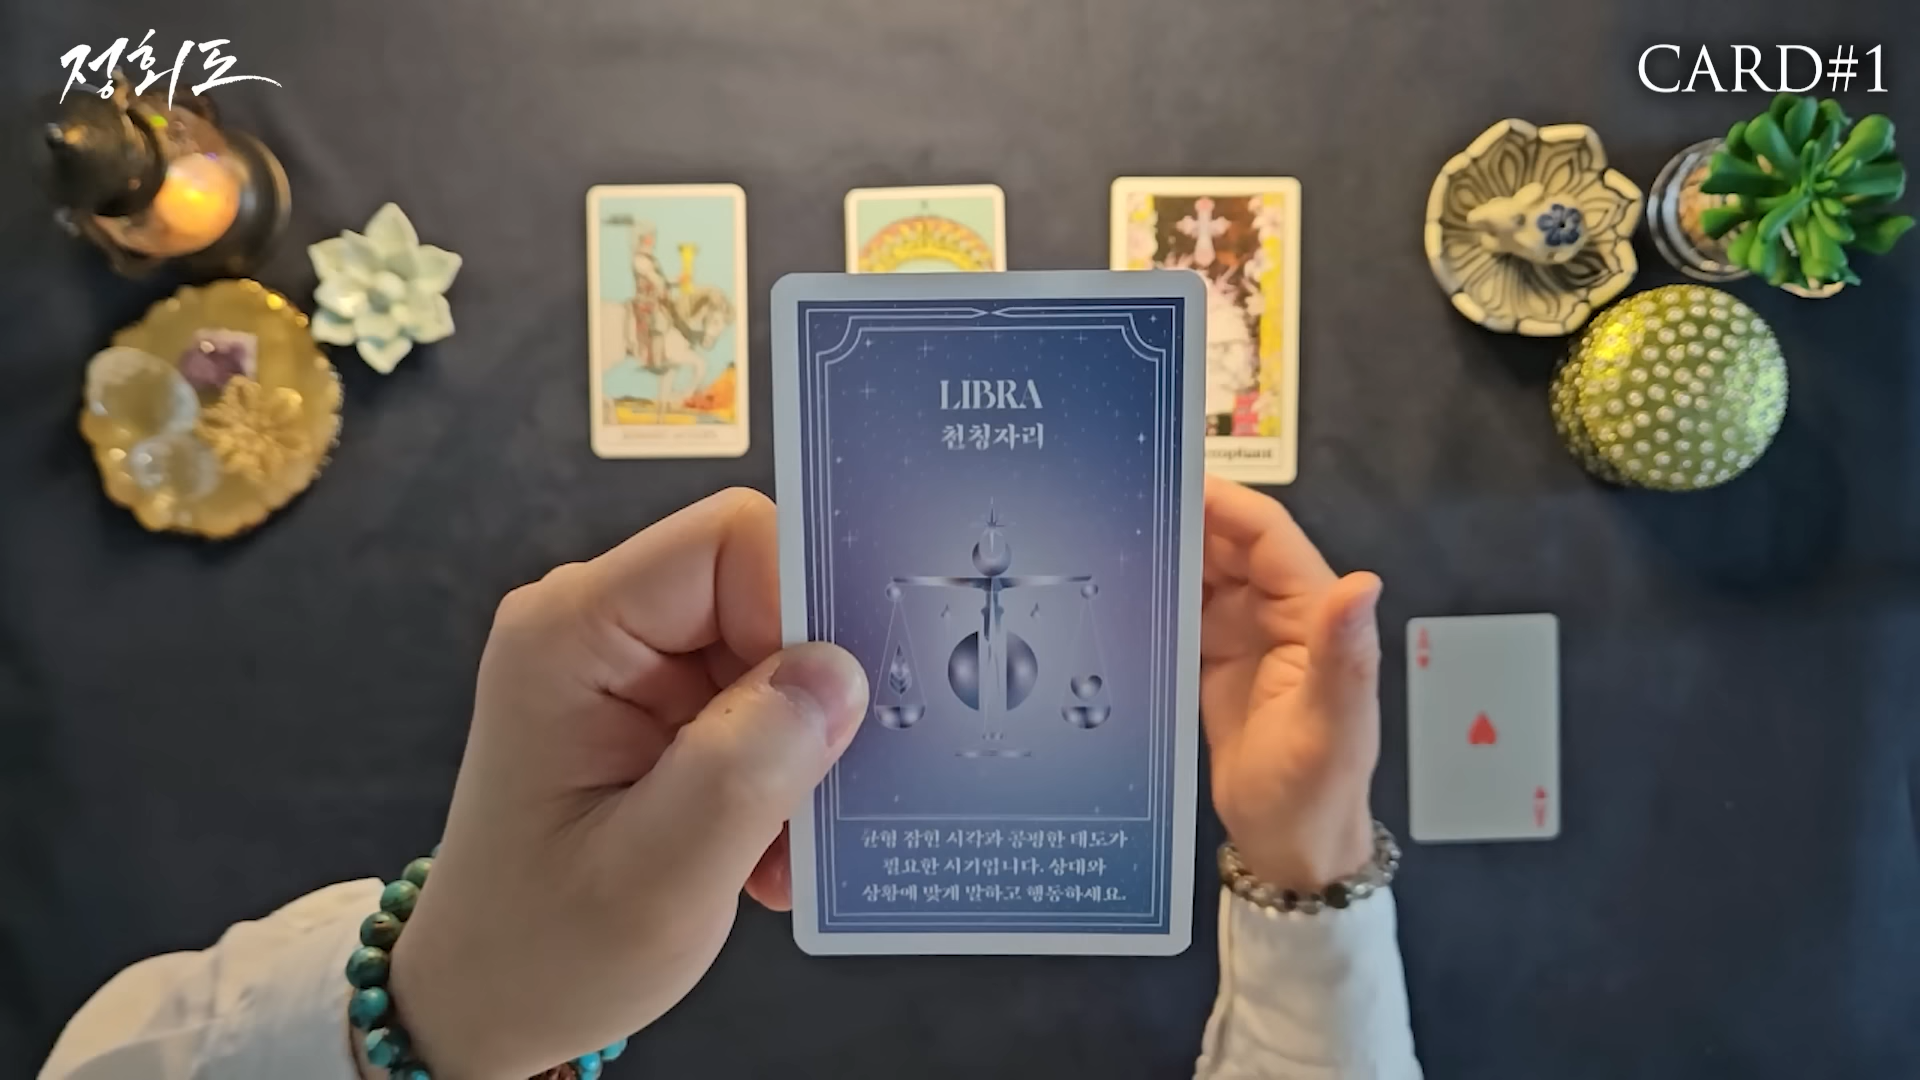 정회도
CARD#1
LIBRA
천칭자리
균형 잡힌 시각과 공평한 태도가
필요한 시기입니다. 상대와
상황에 맞게 말하고 행동하세요.
A
A